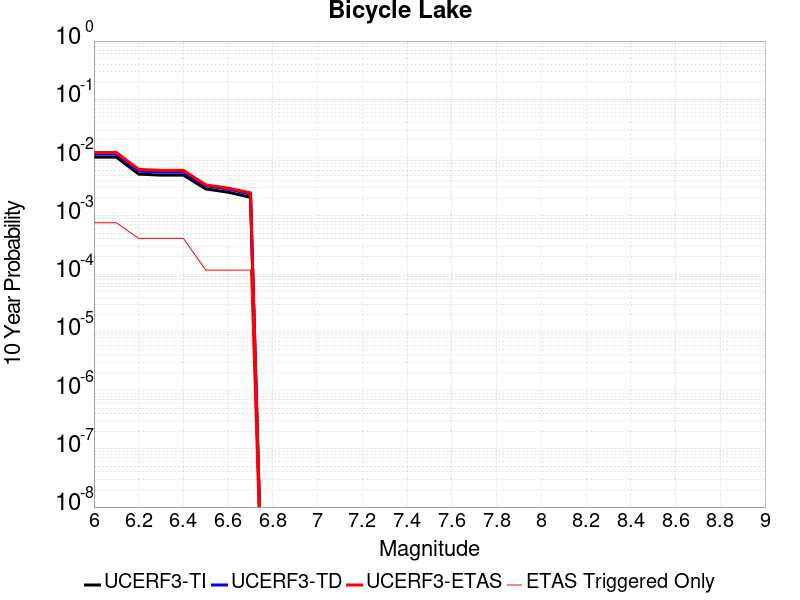 Bicycle Lake
10 0
10 -1
10 -2
10 -3
10 -4
10 -5
10 -6
10 -7
10 -8
10 Year Probability
6 6.2 6.4 6.6 6.8 7 7.2 7.4 7.6 7.8 8 8.2 8.4 8.6 8.8 9
Magnitude
UCERF3-TI UCERF3-TD UCERF3-ETAS ETAS Triggered Only